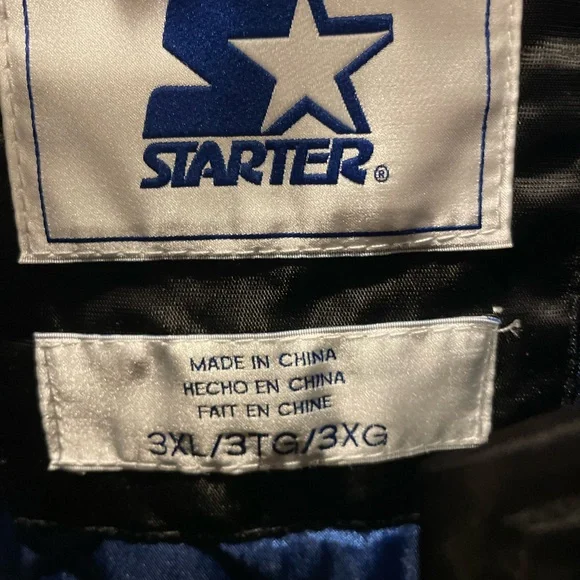 STARTER®
MADE IN CHINA
HECHO EN CHINA
FAIT EN CHINE
3XL/3TG/3XG